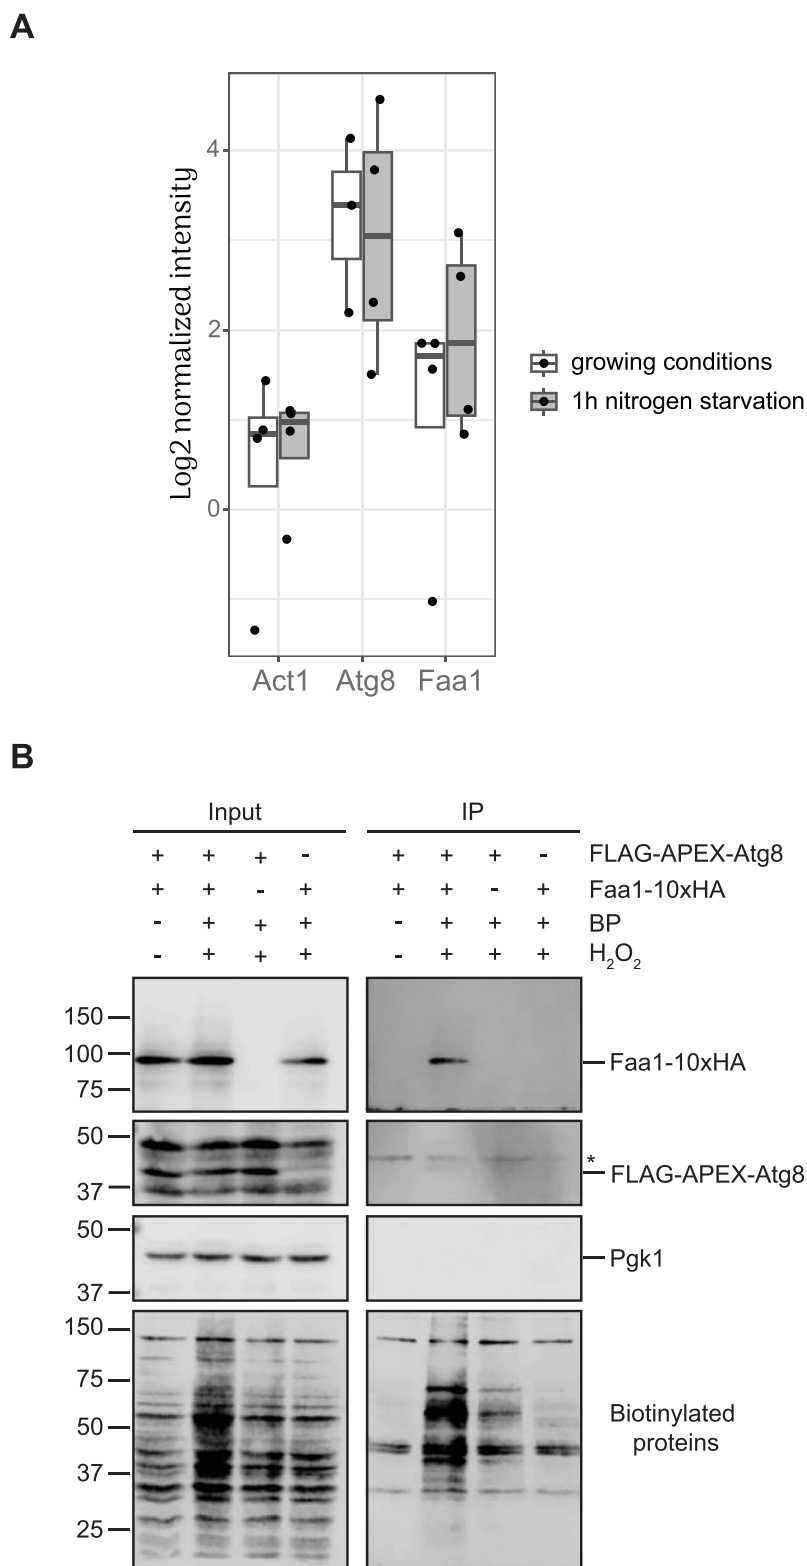 A
Log2 normalized intensity
4
2
0
Act1 Atg8 Faa1
growing conditions
1h nitrogen starvation
B
Input IP
+ + + - + + + - FLAG-APEX-Atg8
+ + - + + + - + Faa1-10xHA
- + + + - + + + BP
- + + + - + + + H₂O₂
150
100
75
Faa1-10xHA
50
37
*
FLAG-APEX-Atg8
50
37
Pgk1
150
75
50
37
25
Biotinylated
proteins